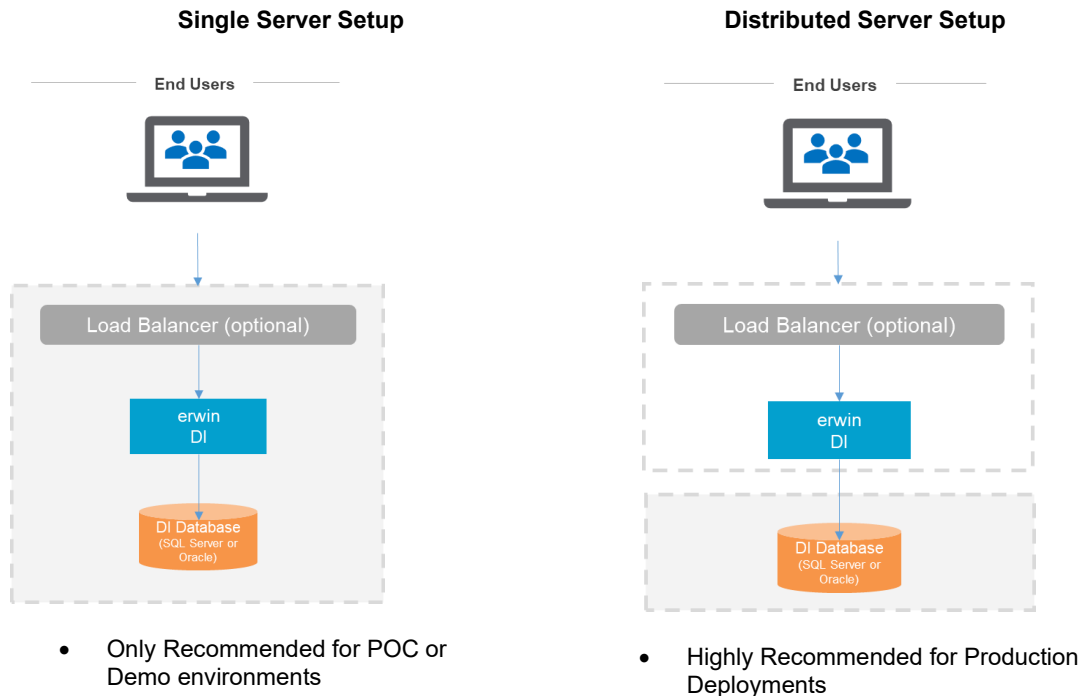 Single Server Setup
End Users
Load Balancer (optional)
erwin
DI
DI Database
(SQL Server or
Oracle)
• Only Recommended for POC or
Demo environments
Distributed Server Setup
End Users
Load Balancer (optional)
erwin
DI
DI Database
(SQL Server or
Oracle)
• Highly Recommended for Production
Deployments